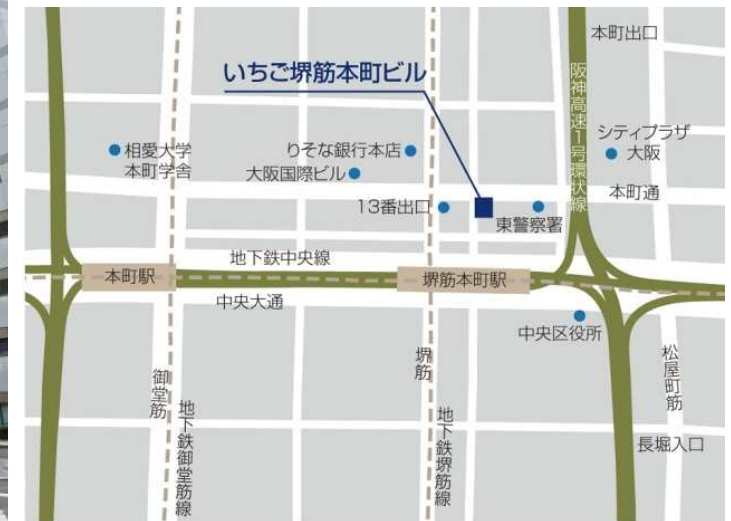 本町出口
いちご堺筋本町ビル
阪神高速1号環状線
シティプラザ
大阪
相愛大学
本町学舎
りそな銀行本店
大阪国際ビル
13番出口
本町通
東警察署
地下鉄中央線
本町駅
堺筋本町駅
中央大通
中央区役所
御堂筋
堺筋
松屋町筋
地下鉄御堂筋線
地下鉄堺筋線
長堀入口